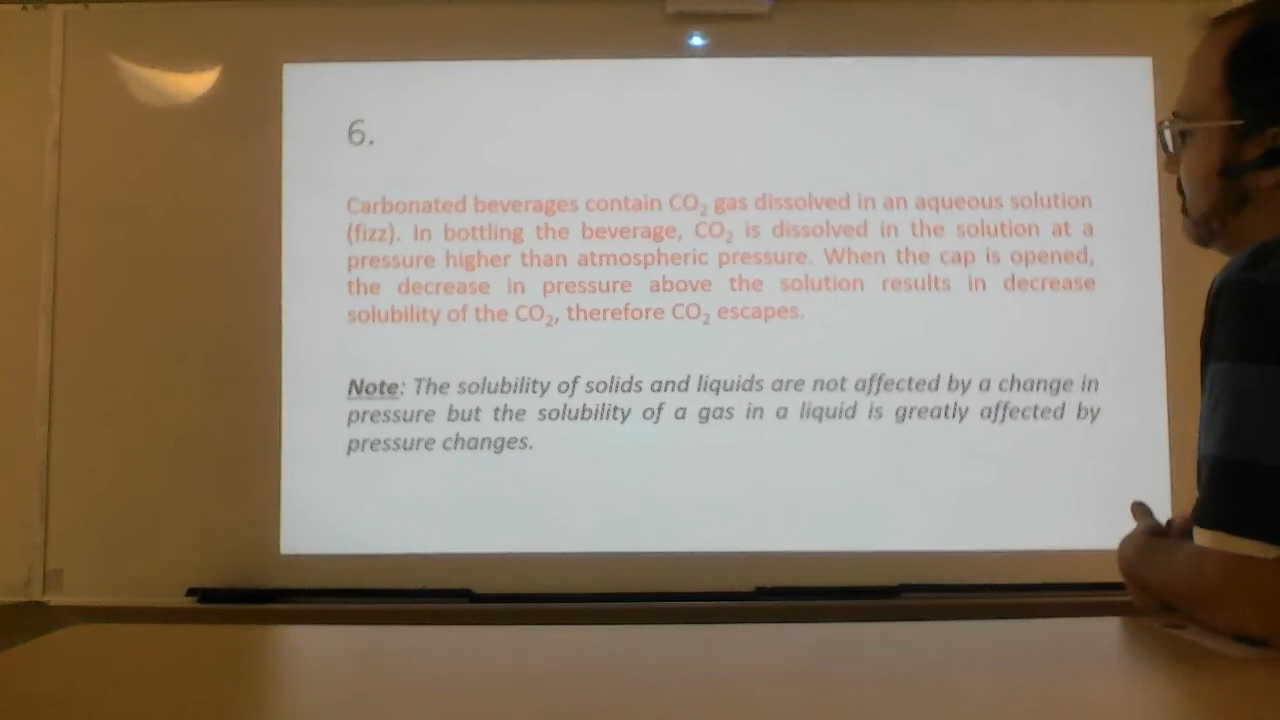 6.
Carbonated beverages contain CO₂ gas dissolved in an aqueous solution
(fizz). In bottling the beverage, CO₂ is dissolved in the solution at a
pressure higher than atmospheric pressure. When the cap is opened,
the decrease in pressure above the solution results in decrease
solubility of the CO₂, therefore CO₂ escapes.
Note: The solubility of solids and liquids are not affected by a change in
pressure but the solubility of a gas in a liquid is greatly affected by
pressure changes.